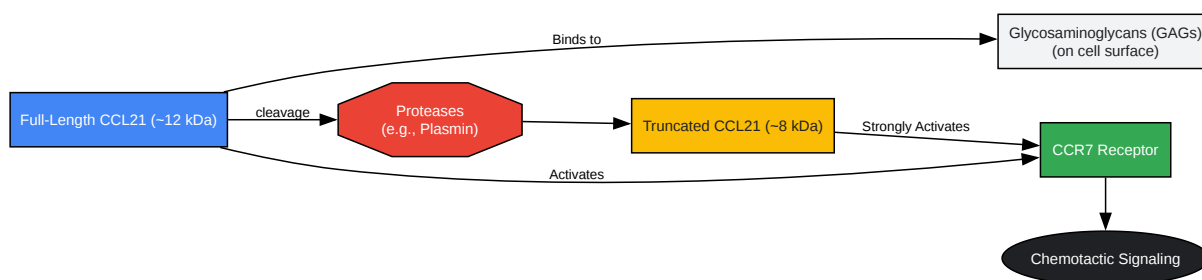 Binds to
Glycosaminoglycans (GAGs)
(on cell surface)
Full-Length CCL21 (~12 kDa)
cleavage
Proteases
(e.g., Plasmin)
Truncated CCL21 (~8 kDa)
Strongly Activates
CCR7 Receptor
Activates
Chemotactic Signaling